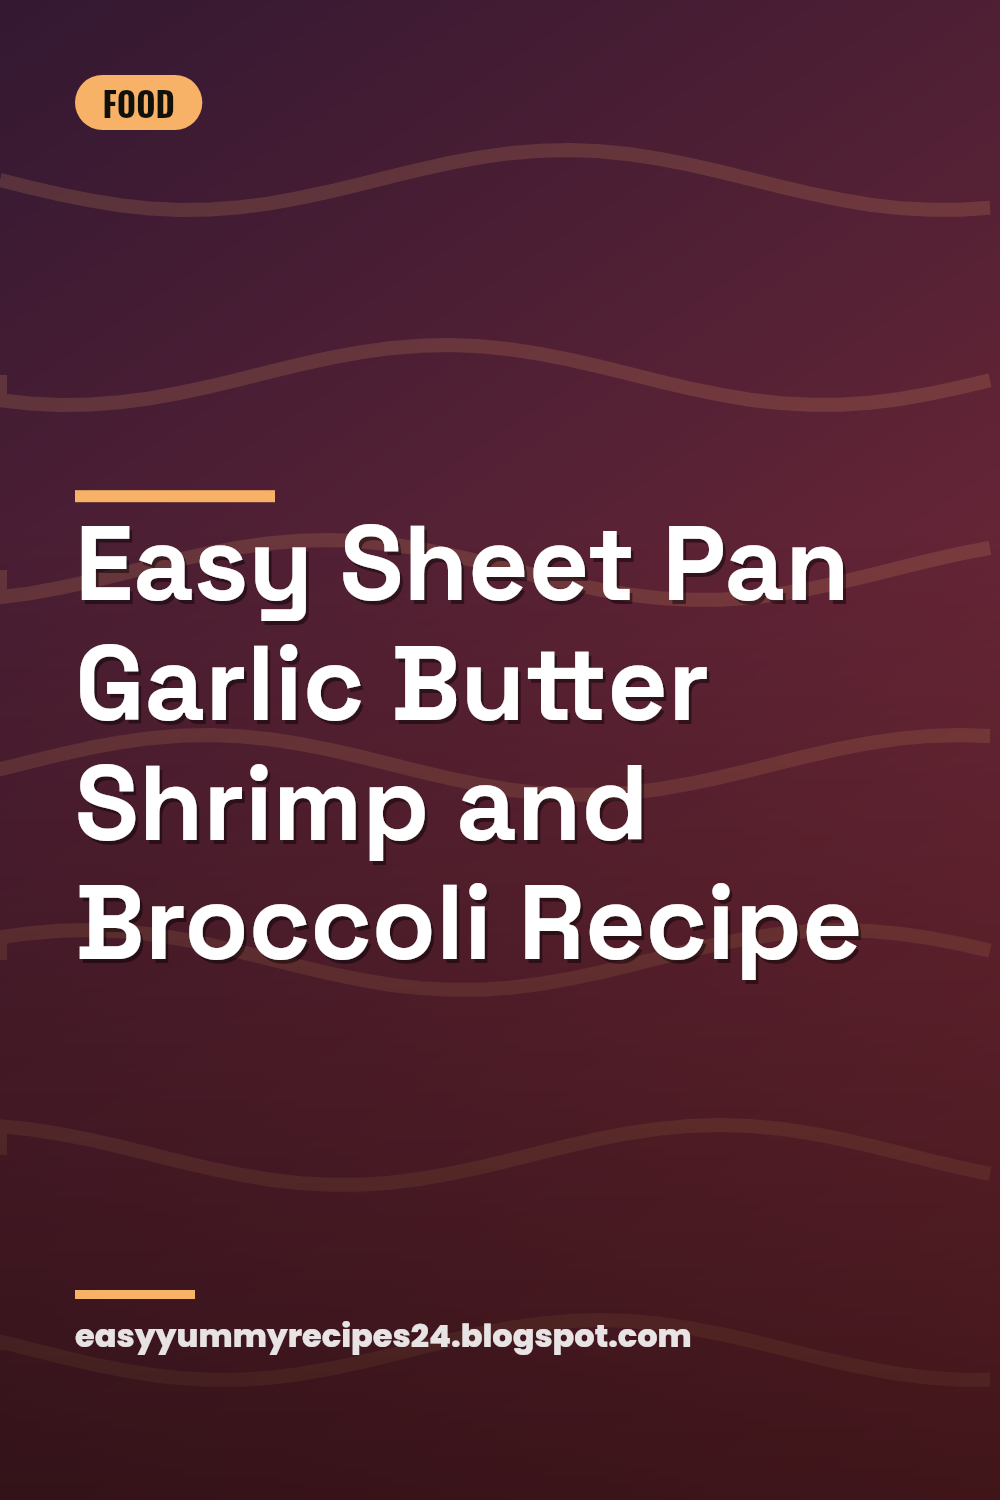 FOOD
Easy Sheet Pan
Garlic Butter
Shrimp and
Broccoli Recipe
easyyummyrecipes24.blogspot.com